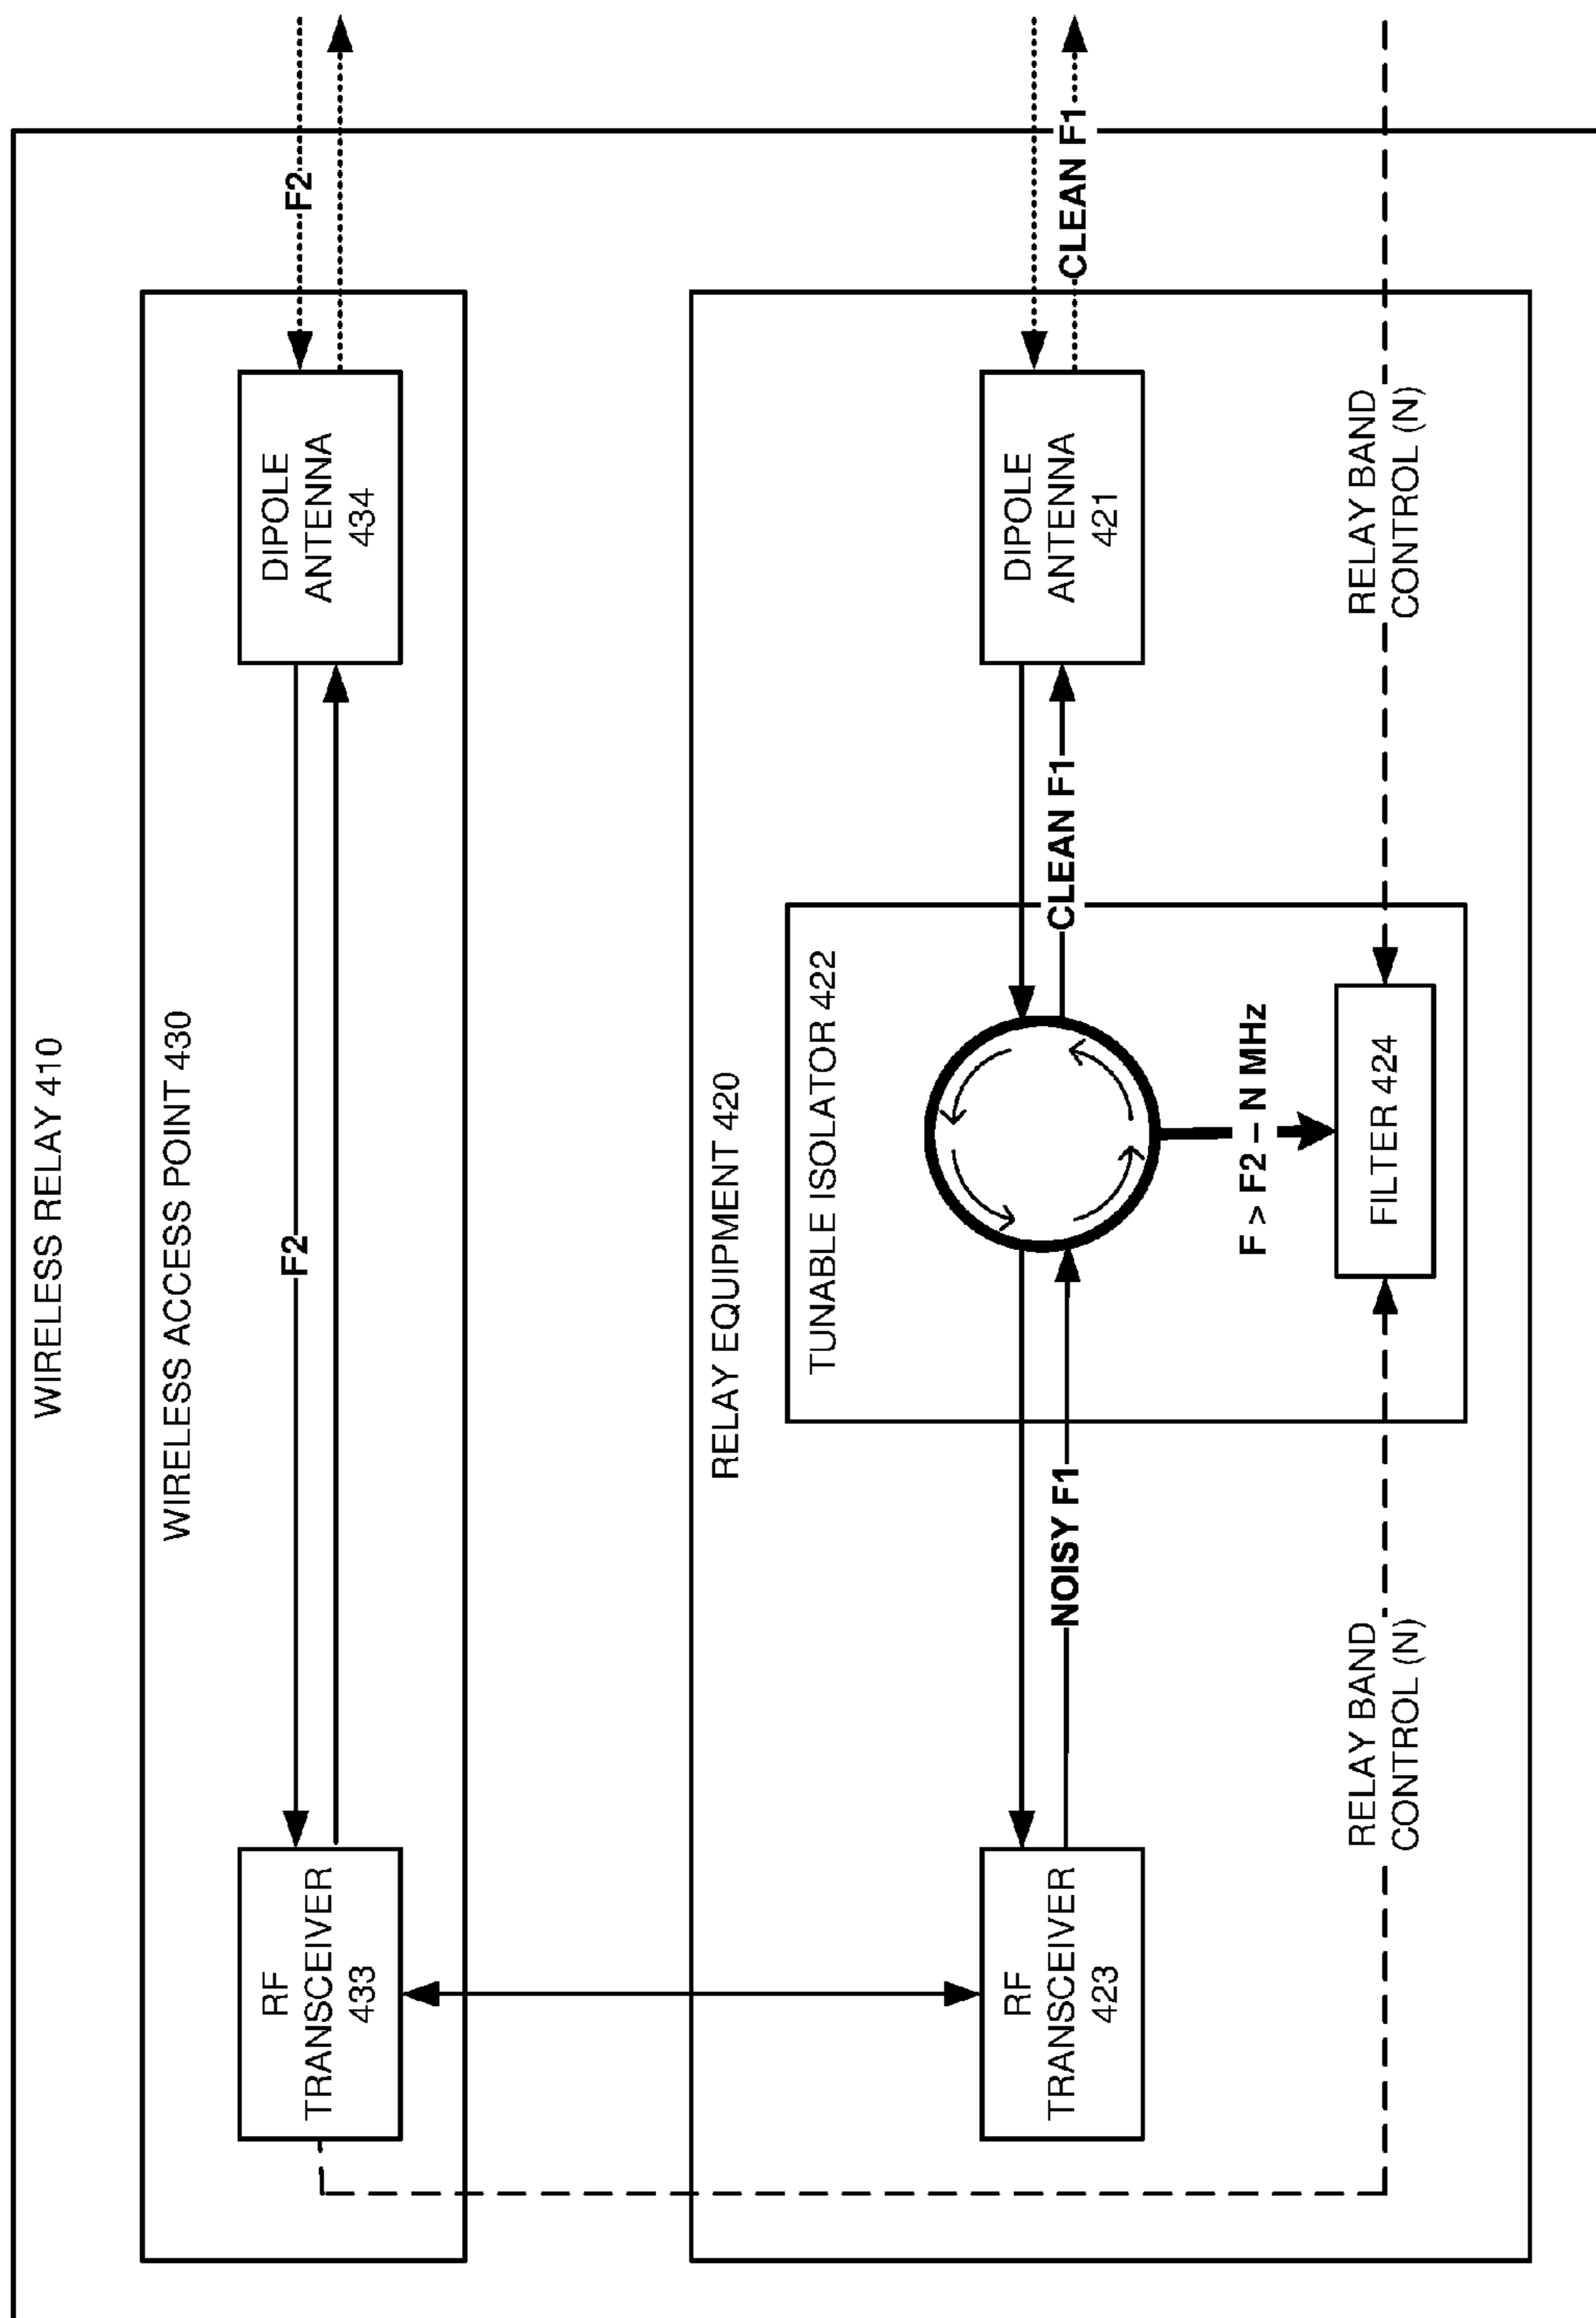 WIRELESS RELAY 410
WIRELESS ACCESS POINT 430
RF
TRANSCEIVER
433
F2
DIPOLE
ANTENNA
434
F2
RELAY EQUIPMENT 420
TUNABLE ISOLATOR 422
RF
TRANSCEIVER
423
NOISY F1
CLEAN F1
DIPOLE
ANTENNA
421
CLEAN F1
F > F2 – N MHz
FILTER 424
RELAY BAND
CONTROL (N)
RELAY BAND
CONTROL (N)